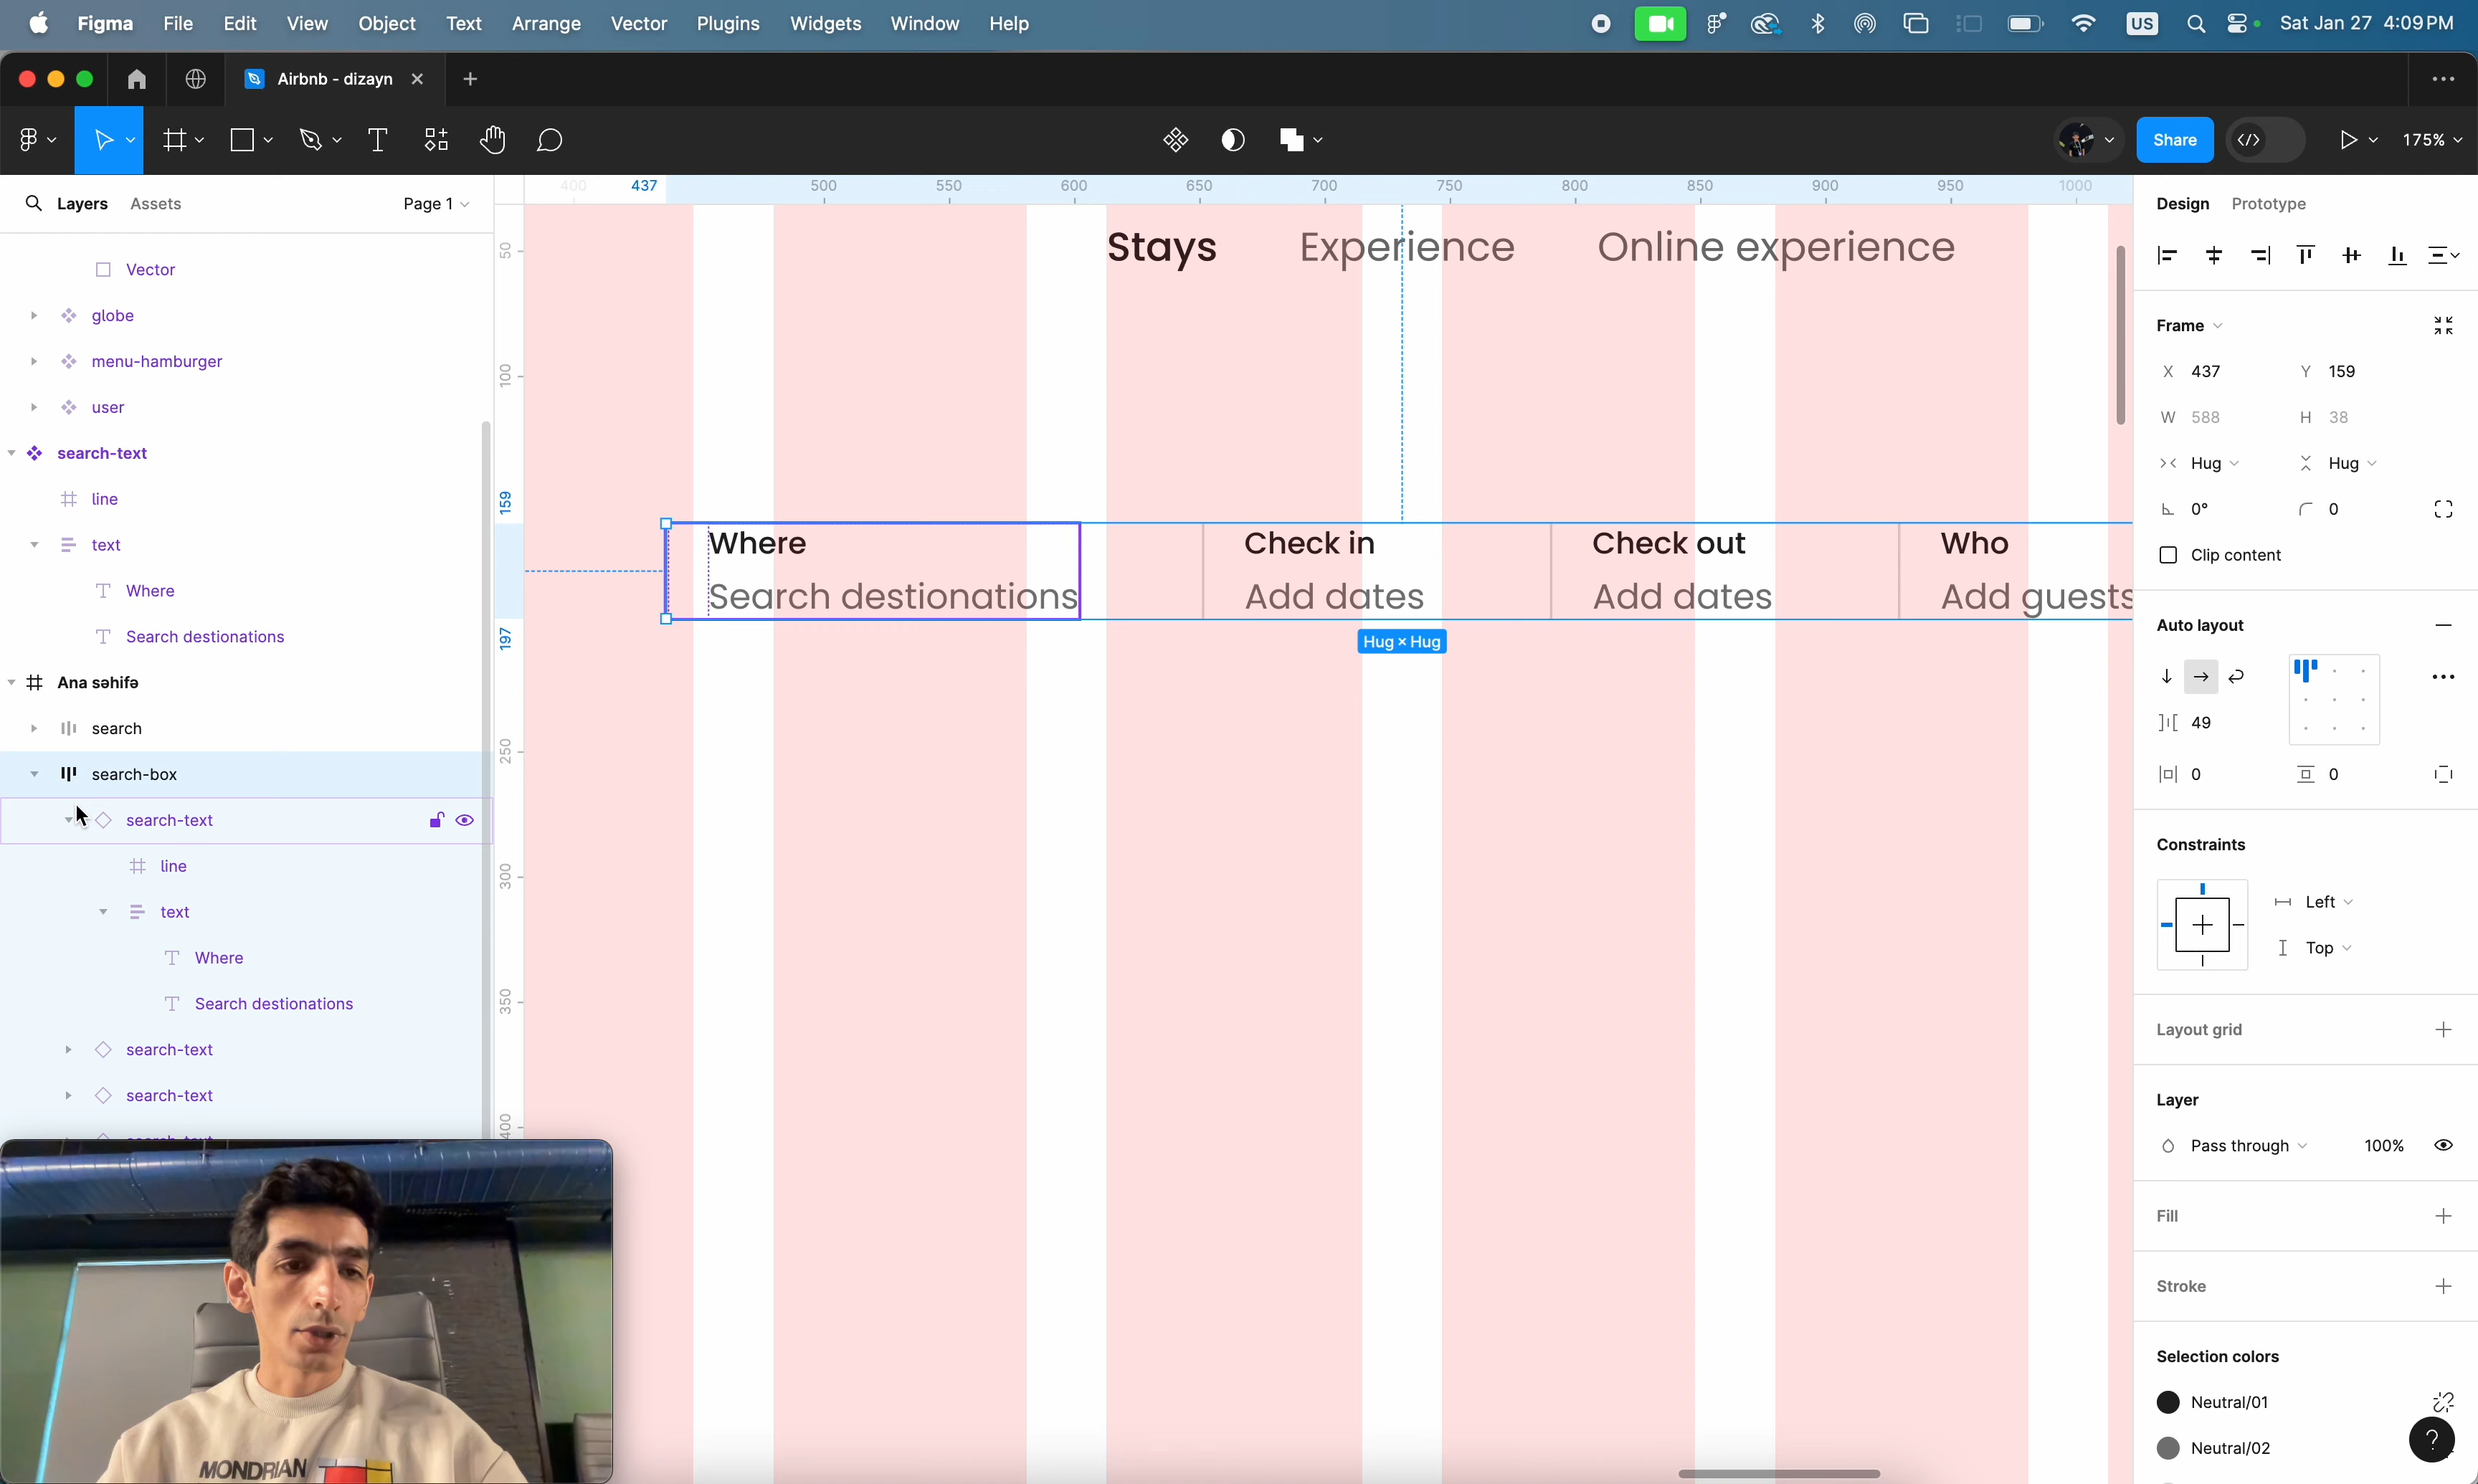 Figma File Edit View Object Text Arrange Vector Plugins Widgets Window Help US Sat Jan 27 4:09 PM
Airbnb - dizayn
Share 175%
Layers Assets Page 1
Vector
globe
menu-hamburger
user
search-text
line
text
Where
Search destionations
Ana səhifə
search
search-box
search-text
line
text
Where
Search destionations
search-text
search-text
400 437 500 550 600 650 700 750 800 850 900 950 1000
50
100
159
197
250
300
350
400
Stays Experience Online experience
Where Check in Check out Who
Search destionations Add dates Add dates Add guests
Hug × Hug
Design Prototype
Frame
X 437 Y 159
W 588 H 38
Hug Hug
0° 0
Clip content
Auto layout
49
0 0
Constraints
Left
Top
Layout grid
Layer
Pass through 100%
Fill
Stroke
Selection colors
Neutral/01
Neutral/02
?
MONDRIAN